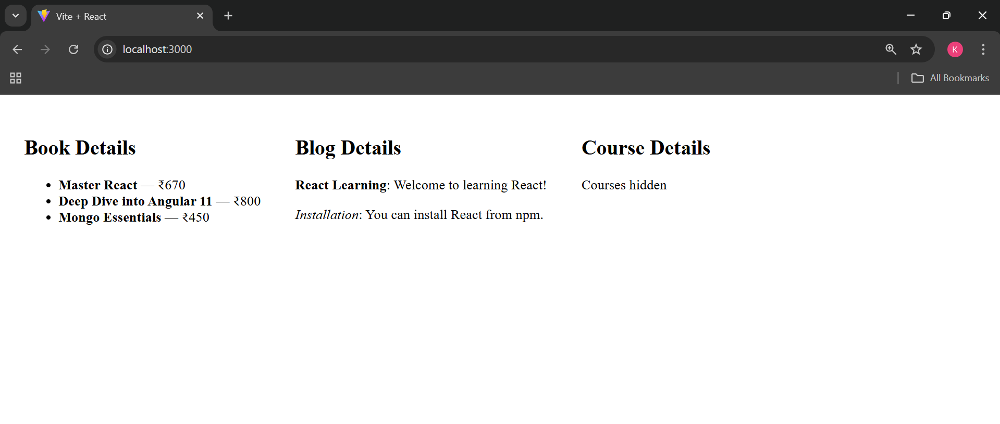 Vite + React
localhost:3000
K
All Bookmarks
Book Details
Master React — ₹670
Deep Dive into Angular 11 — ₹800
Mongo Essentials — ₹450
Blog Details
React Learning: Welcome to learning React!
Installation: You can install React from npm.
Course Details
Courses hidden